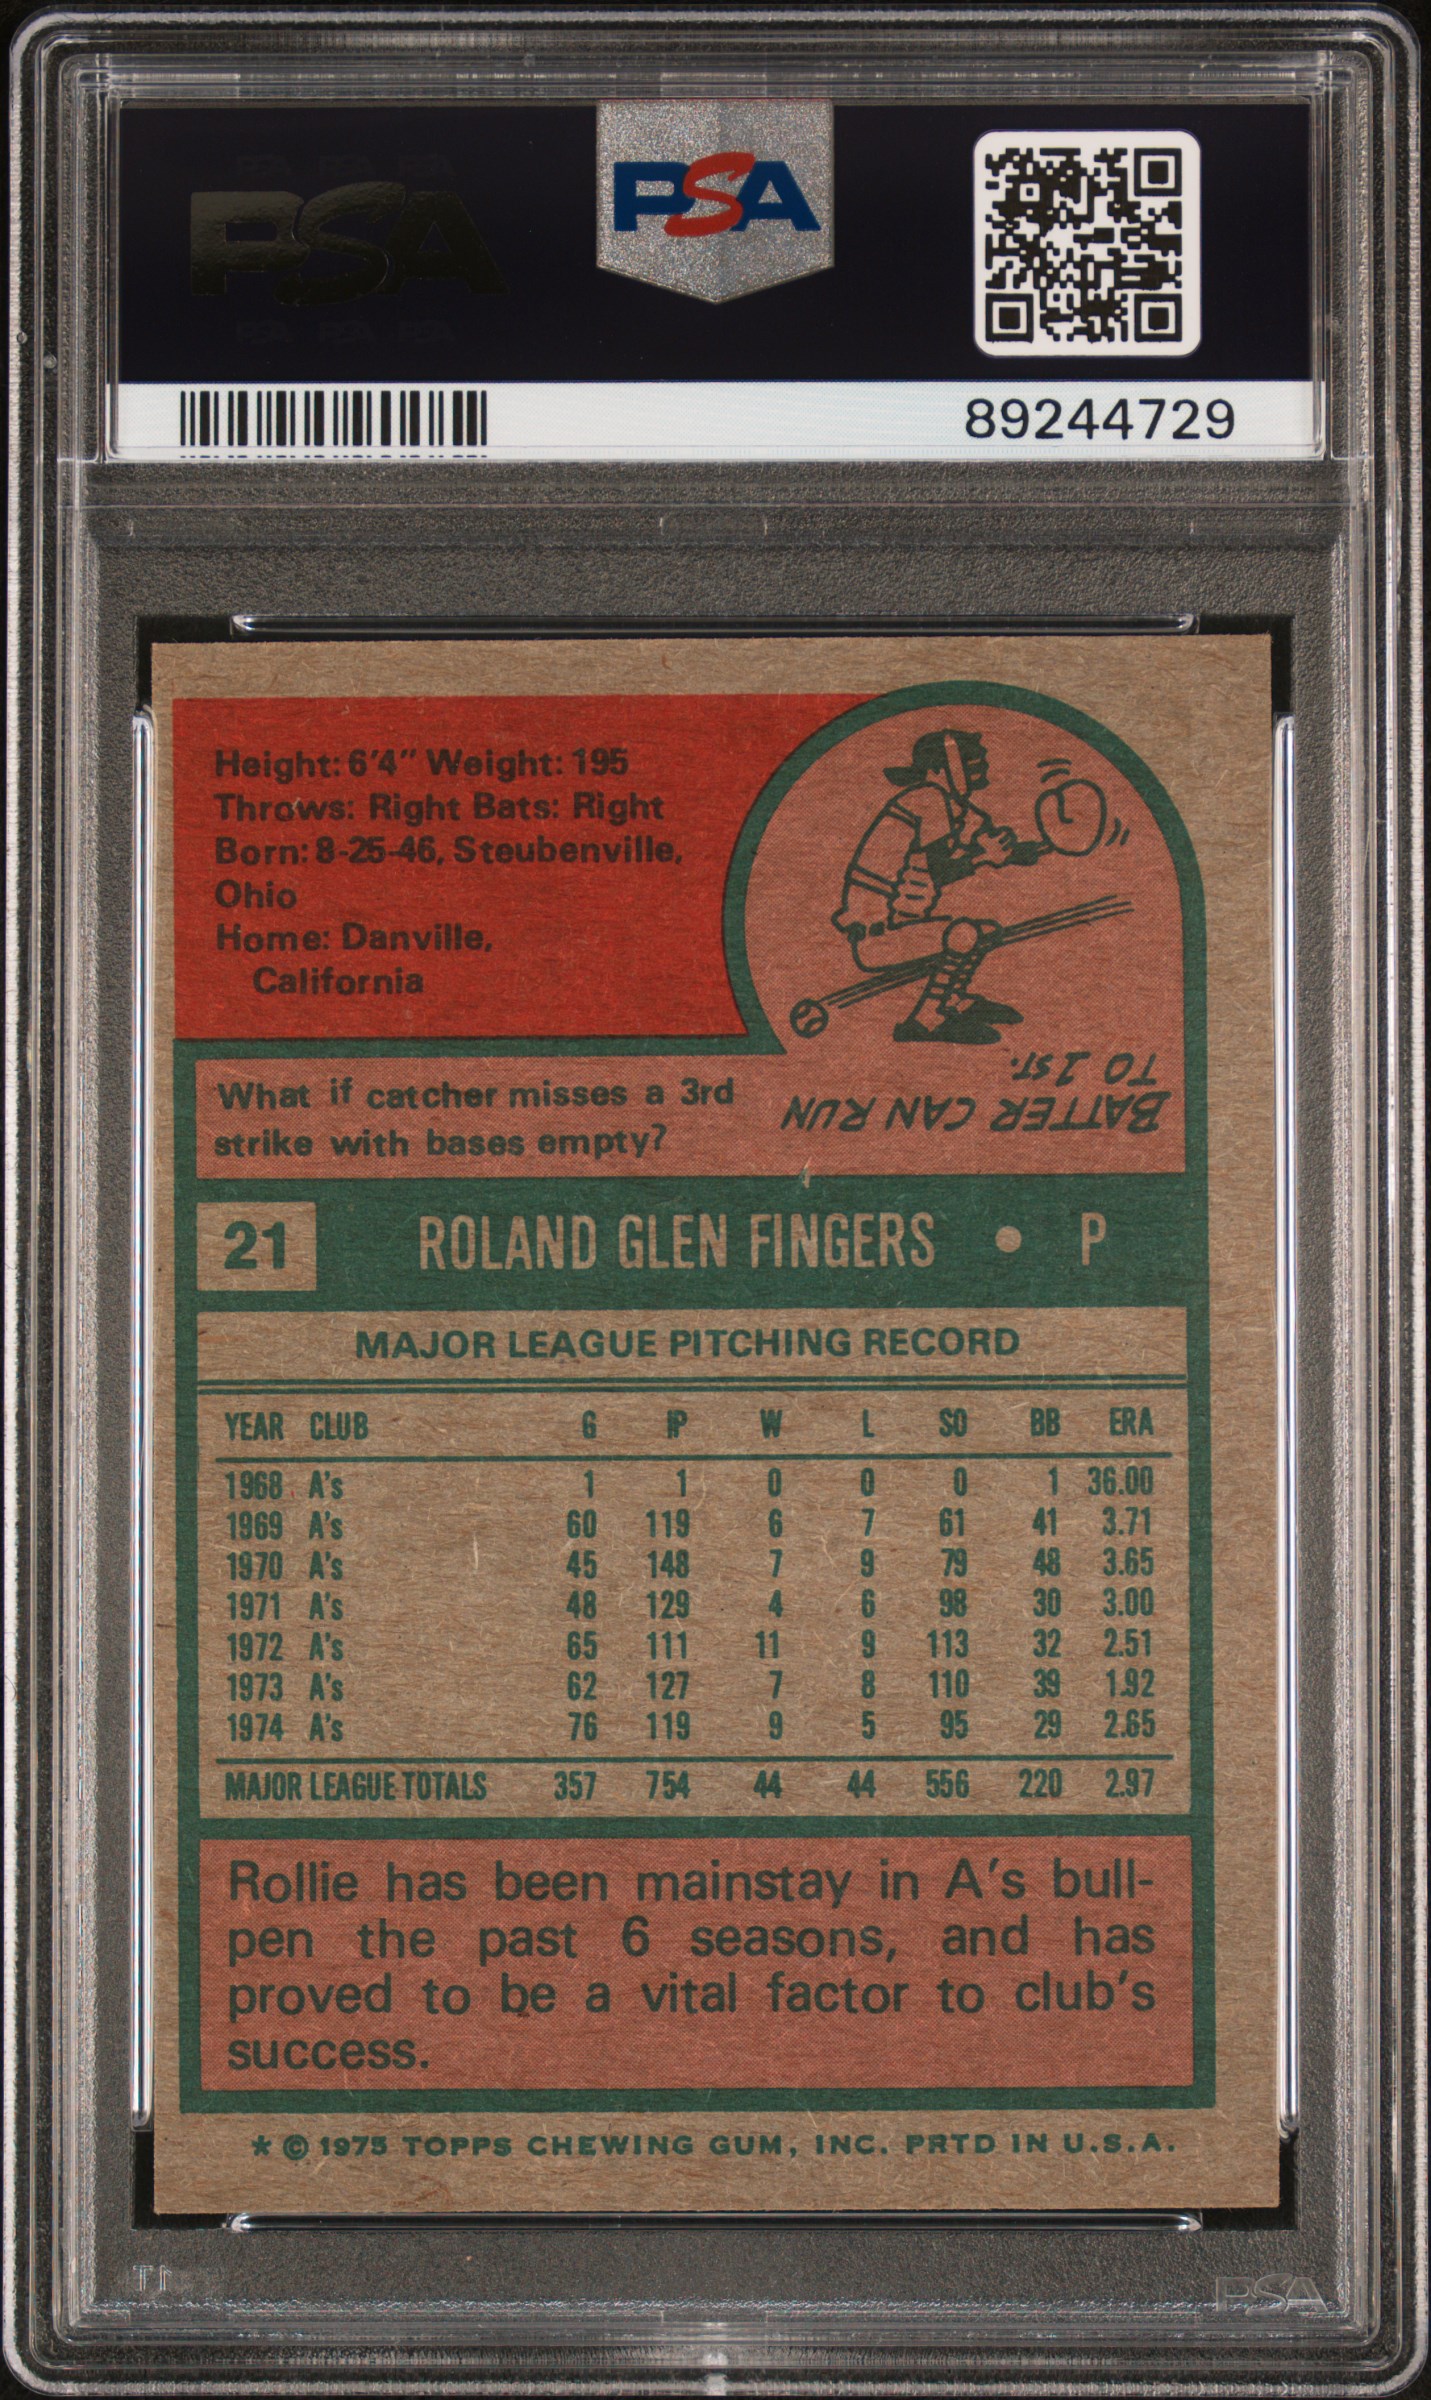 PSA
PSA
89244729
Height: 6'4" Weight: 195
Throws: Right Bats: Right
Born: 8-25-46, Steubenville,
Ohio
Home: Danville,
California
What if catcher misses a 3rd
strike with bases empty?
BATTER CAN RUN
TO 1ST.
21 ROLAND GLEN FINGERS • P
MAJOR LEAGUE PITCHING RECORD
YEAR CLUB G IP W L SO BB ERA
1968 A's 1 1 0 0 0 1 36.00
1969 A's 60 119 6 7 61 41 3.71
1970 A's 45 148 7 9 79 48 3.65
1971 A's 48 129 4 6 98 30 3.00
1972 A's 65 111 11 9 113 32 2.51
1973 A's 62 127 7 8 110 39 1.92
1974 A's 76 119 9 5 95 29 2.65
MAJOR LEAGUE TOTALS 357 754 44 44 556 220 2.97
Rollie has been mainstay in A's bull-
pen the past 6 seasons, and has
proved to be a vital factor to club's
success.
* © 1975 TOPPS CHEWING GUM, INC. PRTD IN U.S.A.
PSA